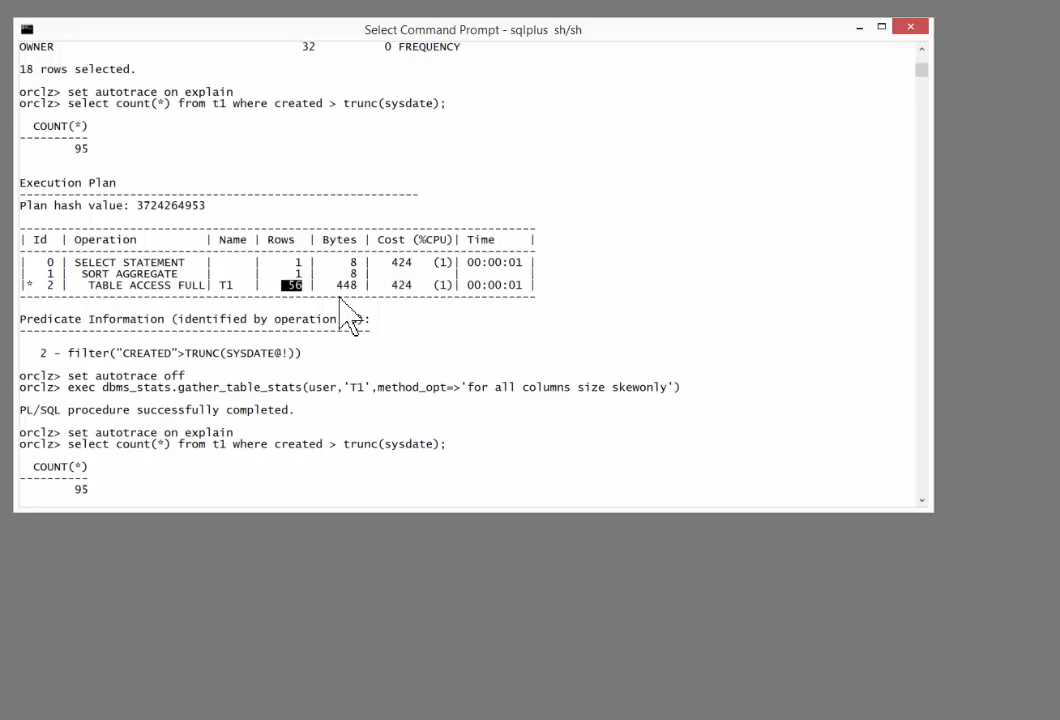 Select Command Prompt - sqlplus  sh/sh
OWNER                                         32            0 FREQUENCY
18 rows selected.
orclz> set autotrace on explain
orclz> select count(*) from t1 where created > trunc(sysdate);
  COUNT(*)
----------
        95
Execution Plan
----------------------------------------------------------
Plan hash value: 3724264953
---------------------------------------------------------------------------
| Id  | Operation          | Name | Rows  | Bytes | Cost (%CPU)| Time     |
---------------------------------------------------------------------------
|   0 | SELECT STATEMENT   |      |     1 |     8 |   424   (1)| 00:00:01 |
|   1 |  SORT AGGREGATE    |      |     1 |     8 |            |          |
|*  2 |   TABLE ACCESS FULL| T1   |    56 |   448 |   424   (1)| 00:00:01 |
---------------------------------------------------------------------------
Predicate Information (identified by operation
---------------------------------------------------
   2 - filter("CREATED">TRUNC(SYSDATE@!))
orclz> set autotrace off
orclz> exec dbms_stats.gather_table_stats(user,'T1',method_opt=>'for all columns size skewonly')
PL/SQL procedure successfully completed.
orclz> set autotrace on explain
orclz> select count(*) from t1 where created > trunc(sysdate);
  COUNT(*)
----------
        95